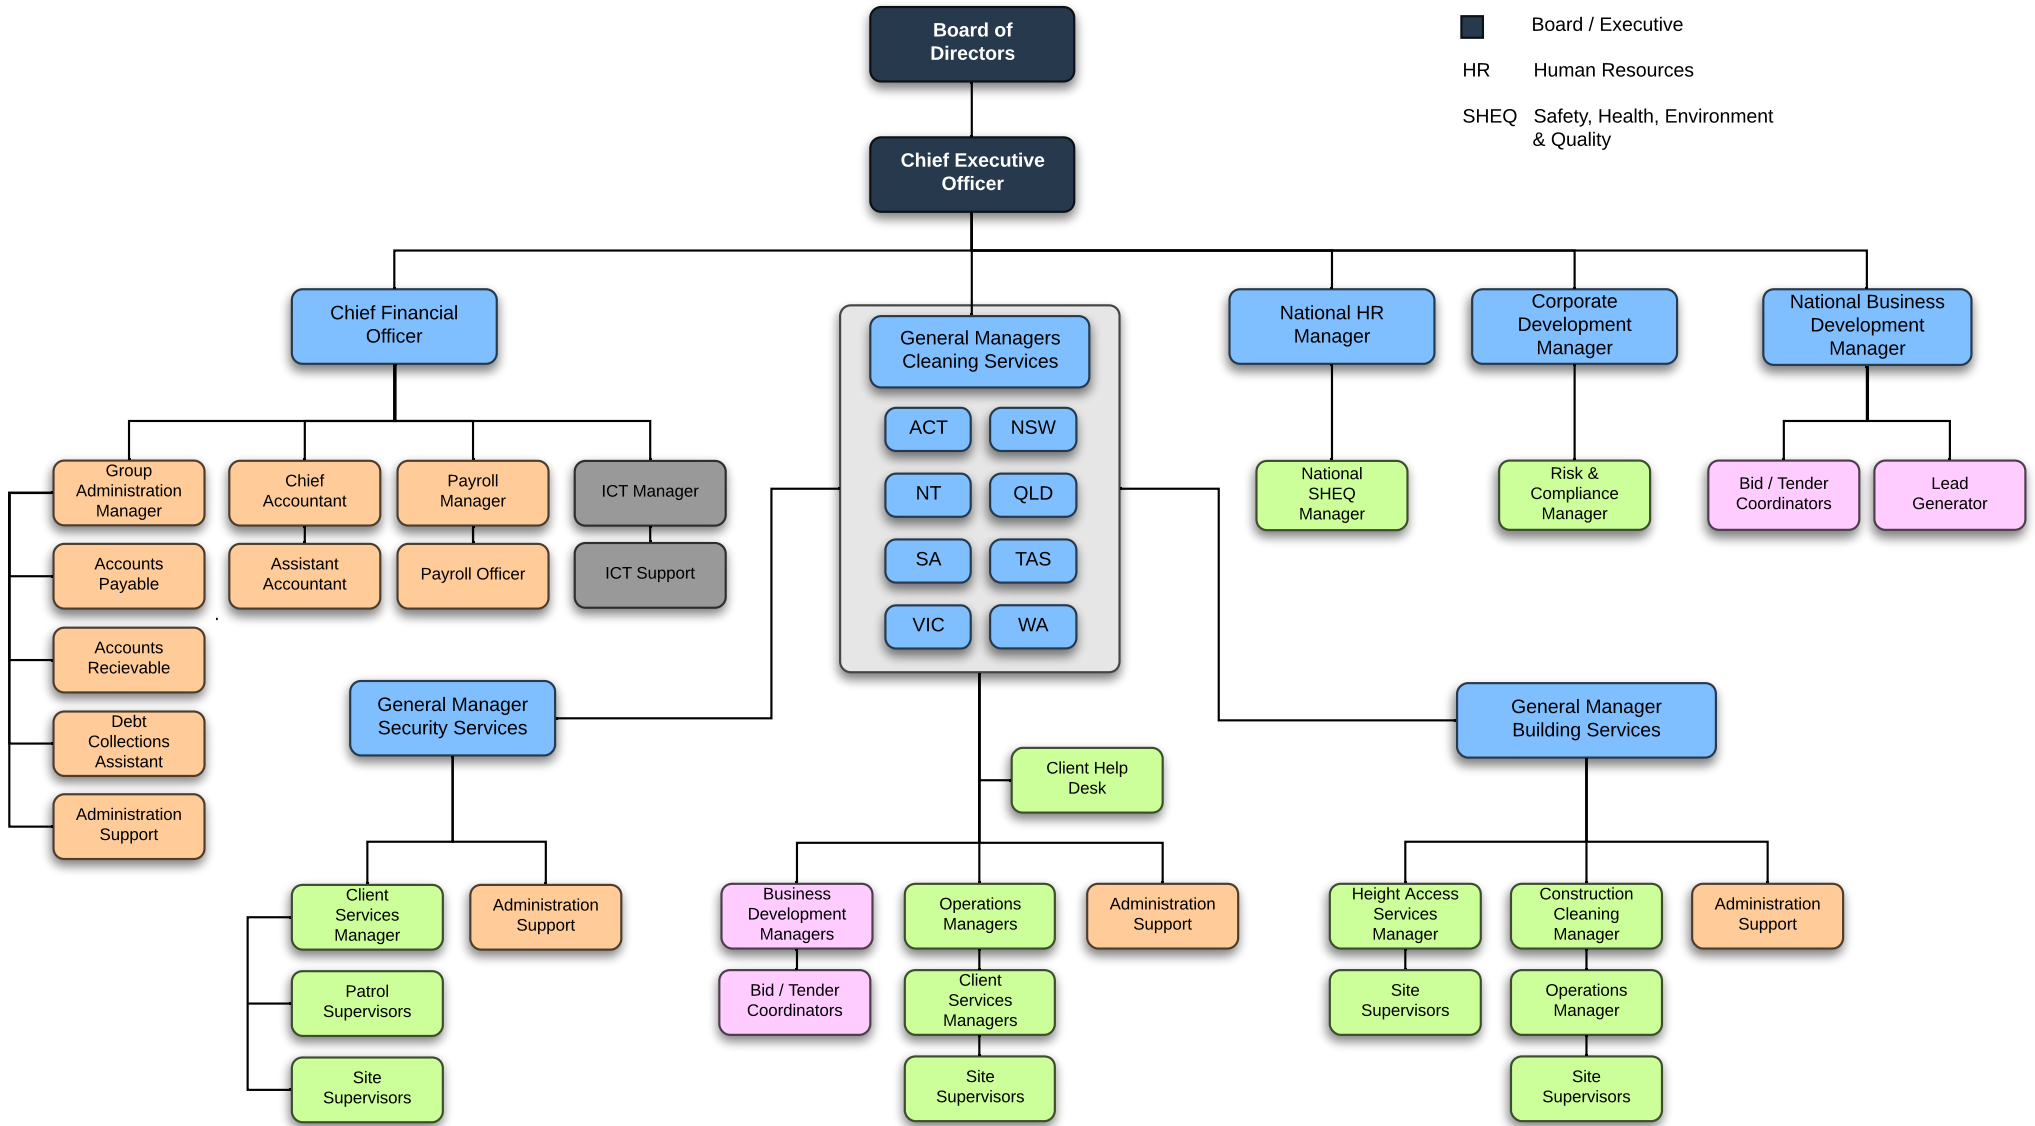 Board of
Directors
Board / Executive
HR Human Resources
SHEQ Safety, Health, Environment
& Quality
Chief Executive
Officer
Chief Financial
Officer
General Managers
Cleaning Services
ACT NSW
NT QLD
SA TAS
VIC WA
National HR
Manager
Corporate
Development
Manager
National Business
Development
Manager
Group
Administration
Manager
Chief
Accountant
Payroll
Manager
ICT Manager
National
SHEQ
Manager
Risk &
Compliance
Manager
Bid / Tender
Coordinators
Lead
Generator
Accounts
Payable
Assistant
Accountant
Payroll Officer
ICT Support
Accounts
Recievable
Debt
Collections
Assistant
Administration
Support
General Manager
Security Services
General Manager
Building Services
Client Help
Desk
Client
Services
Manager
Administration
Support
Patrol
Supervisors
Site
Supervisors
Business
Development
Managers
Operations
Managers
Administration
Support
Bid / Tender
Coordinators
Client
Services
Managers
Site
Supervisors
Height Access
Services
Manager
Construction
Cleaning
Manager
Administration
Support
Site
Supervisors
Operations
Manager
Site
Supervisors